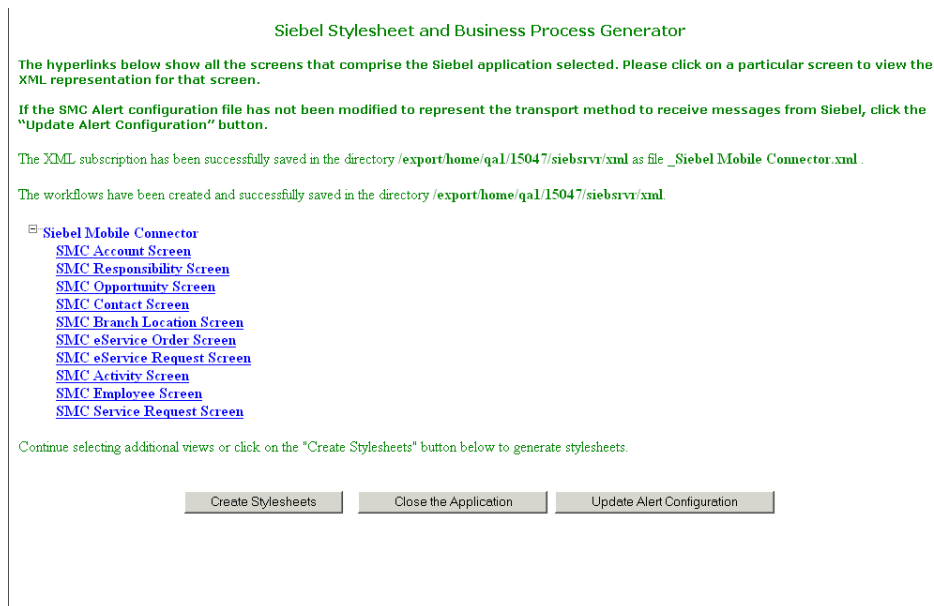 Siebel Stylesheet and Business Process Generator
The hyperlinks below show all the screens that comprise the Siebel application selected. Please click on a particular screen to view the
XML representation for that screen.
If the SMC Alert configuration file has not been modified to represent the transport method to receive messages from Siebel, click the
“Update Alert Configuration” button.
The XML subscription has been successfully saved in the directory /export/home/qa1/15047/siebsrvr/xml as file _Siebel Mobile Connector.xml .
The workflows have been created and successfully saved in the directory /export/home/qa1/15047/siebsrvr/xml.
Siebel Mobile Connector
SMC Account Screen
SMC Responsibility Screen
SMC Opportunity Screen
SMC Contact Screen
SMC Branch Location Screen
SMC eService Order Screen
SMC eService Request Screen
SMC Activity Screen
SMC Employee Screen
SMC Service Request Screen
Continue selecting additional views or click on the "Create Stylesheets" button below to generate stylesheets.
Create Stylesheets Close the Application Update Alert Configuration